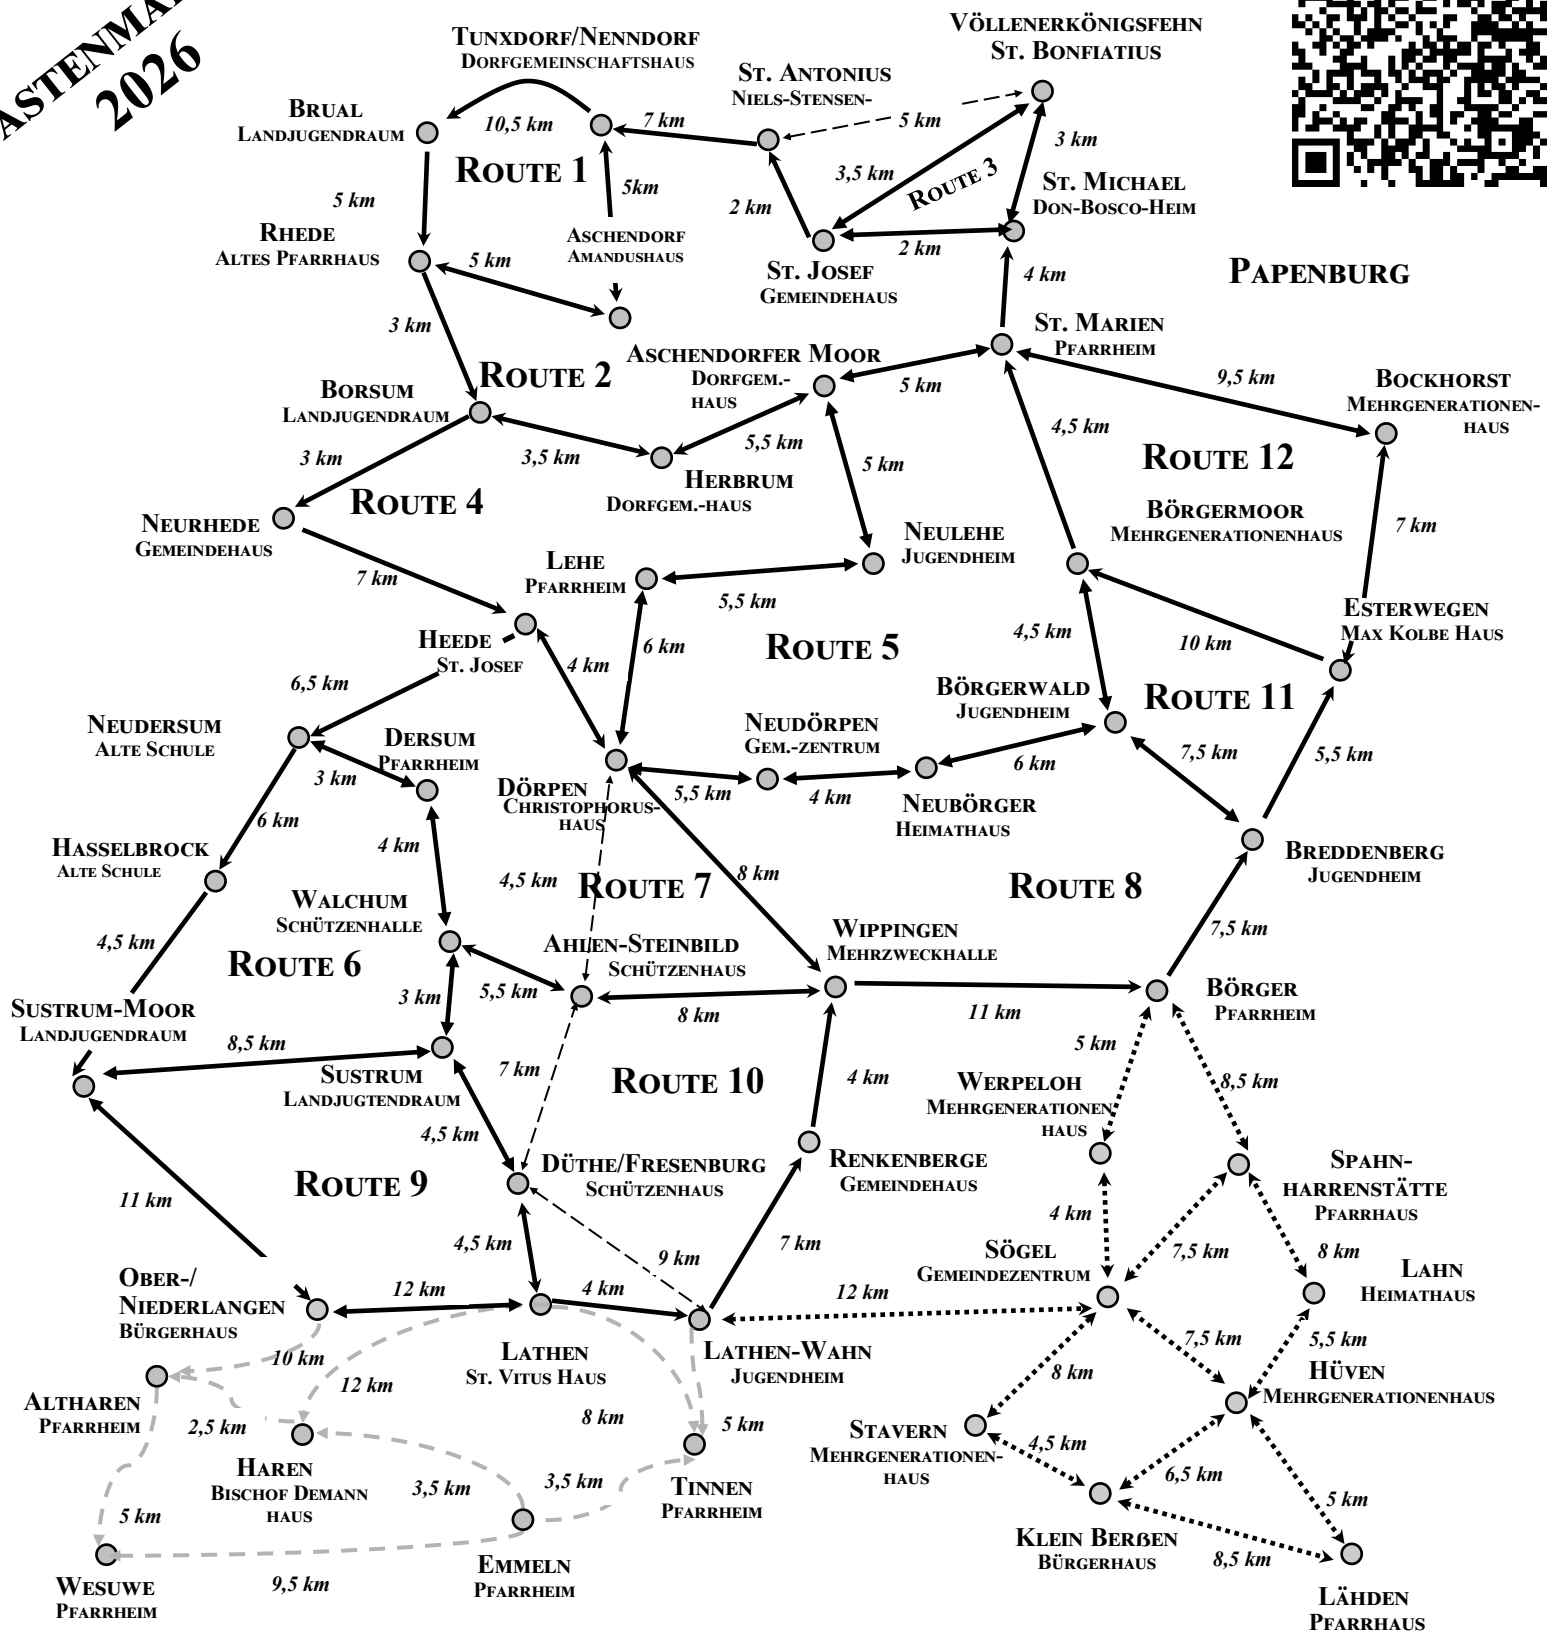 ASTENMA
2026
Tunxdorf/Nenndorf
Dorfgemeinschaftshaus
Völlenerkönigsfehn
St. Bonfiatius
St. Antonius
Niels-Stensen-
Brual
Landjugendraum
10,5 km
7 km
5 km
3 km
Route 1
3,5 km
Route 3
St. Michael
Don-Bosco-Heim
5 km
5km
2 km
Rhede
Altes Pfarrhaus
Aschendorf
Amandushaus
5 km
2 km
St. Josef
Gemeindehaus
4 km
Papenburg
3 km
St. Marien
Pfarrheim
Aschendorfer Moor
Dorfgem.-
haus
Route 2
5 km
9,5 km
Bockhorst
Mehrgenerationen-
haus
Borsum
Landjugendraum
4,5 km
3 km
3,5 km
5,5 km
5 km
Route 12
Herbrum
Dorfgem.-haus
Route 4
Neurhede
Gemeindehaus
Börgermoor
Mehrgenerationenhaus
7 km
Neulehe
Jugendheim
Lehe
Pfarrheim
7 km
5,5 km
Esterwegen
Max Kolbe Haus
Heede
St. Josef
4 km
6 km
Route 5
4,5 km
10 km
6,5 km
Börgerwald
Jugendheim
Route 11
Neudersum
Alte Schule
Dersum
Pfarrheim
Neudörpen
Gem.-zentrum
7,5 km
5,5 km
3 km
6 km
Dörpen
Christophorus-
haus
5,5 km
4 km
Neubörger
Heimathaus
6 km
Hasselbrock
Alte Schule
4 km
Breddenberg
Jugendheim
4,5 km
Route 7
8 km
Route 8
Walchum
Schützenhalle
4,5 km
7,5 km
Route 6
Ahlen-Steinbild
Schützenhaus
Wippingen
Mehrzweckhalle
3 km
5,5 km
8 km
11 km
Börger
Pfarrheim
Sustrum-Moor
Landjugendraum
8,5 km
5 km
Sustrum
Landjugtendraum
7 km
Route 10
4 km
Werpeloh
Mehrgenerationen
haus
8,5 km
4,5 km
Route 9
Düthe/Fresenburg
Schützenhaus
Renkenberge
Gemeindehaus
Spahn-
harrenstätte
Pfarrhaus
11 km
4,5 km
9 km
7 km
4 km
7,5 km
8 km
Sögel
Gemeindezentrum
Lahn
Heimathaus
Ober-/
Niederlangen
Bürgerhaus
12 km
4 km
12 km
7,5 km
5,5 km
Lathen
St. Vitus Haus
Lathen-Wahn
Jugendheim
10 km
12 km
8 km
Hüven
Mehrgenerationenhaus
Altharen
Pfarrheim
2,5 km
8 km
5 km
Stavern
Mehrgenerationen-
haus
4,5 km
Haren
Bischof Demann
haus
3,5 km
3,5 km
Tinnen
Pfarrheim
6,5 km
5 km
5 km
Klein Berßen
Bürgerhaus
8,5 km
Emmeln
Pfarrheim
Wesuwe
Pfarrheim
9,5 km
Lähden
Pfarrhaus